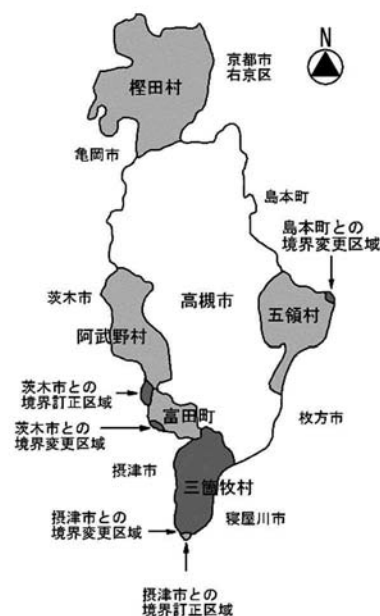 N
京都市
右京区
樫田村
亀岡市
島本町
島本町との
境界変更区域
茨木市
高槻市
五領村
阿武野村
茨木市との
境界訂正区域
富田町
茨木市との
境界変更区域
枚方市
摂津市
三箇牧村
摂津市との
境界変更区域
寝屋川市
摂津市との
境界訂正区域